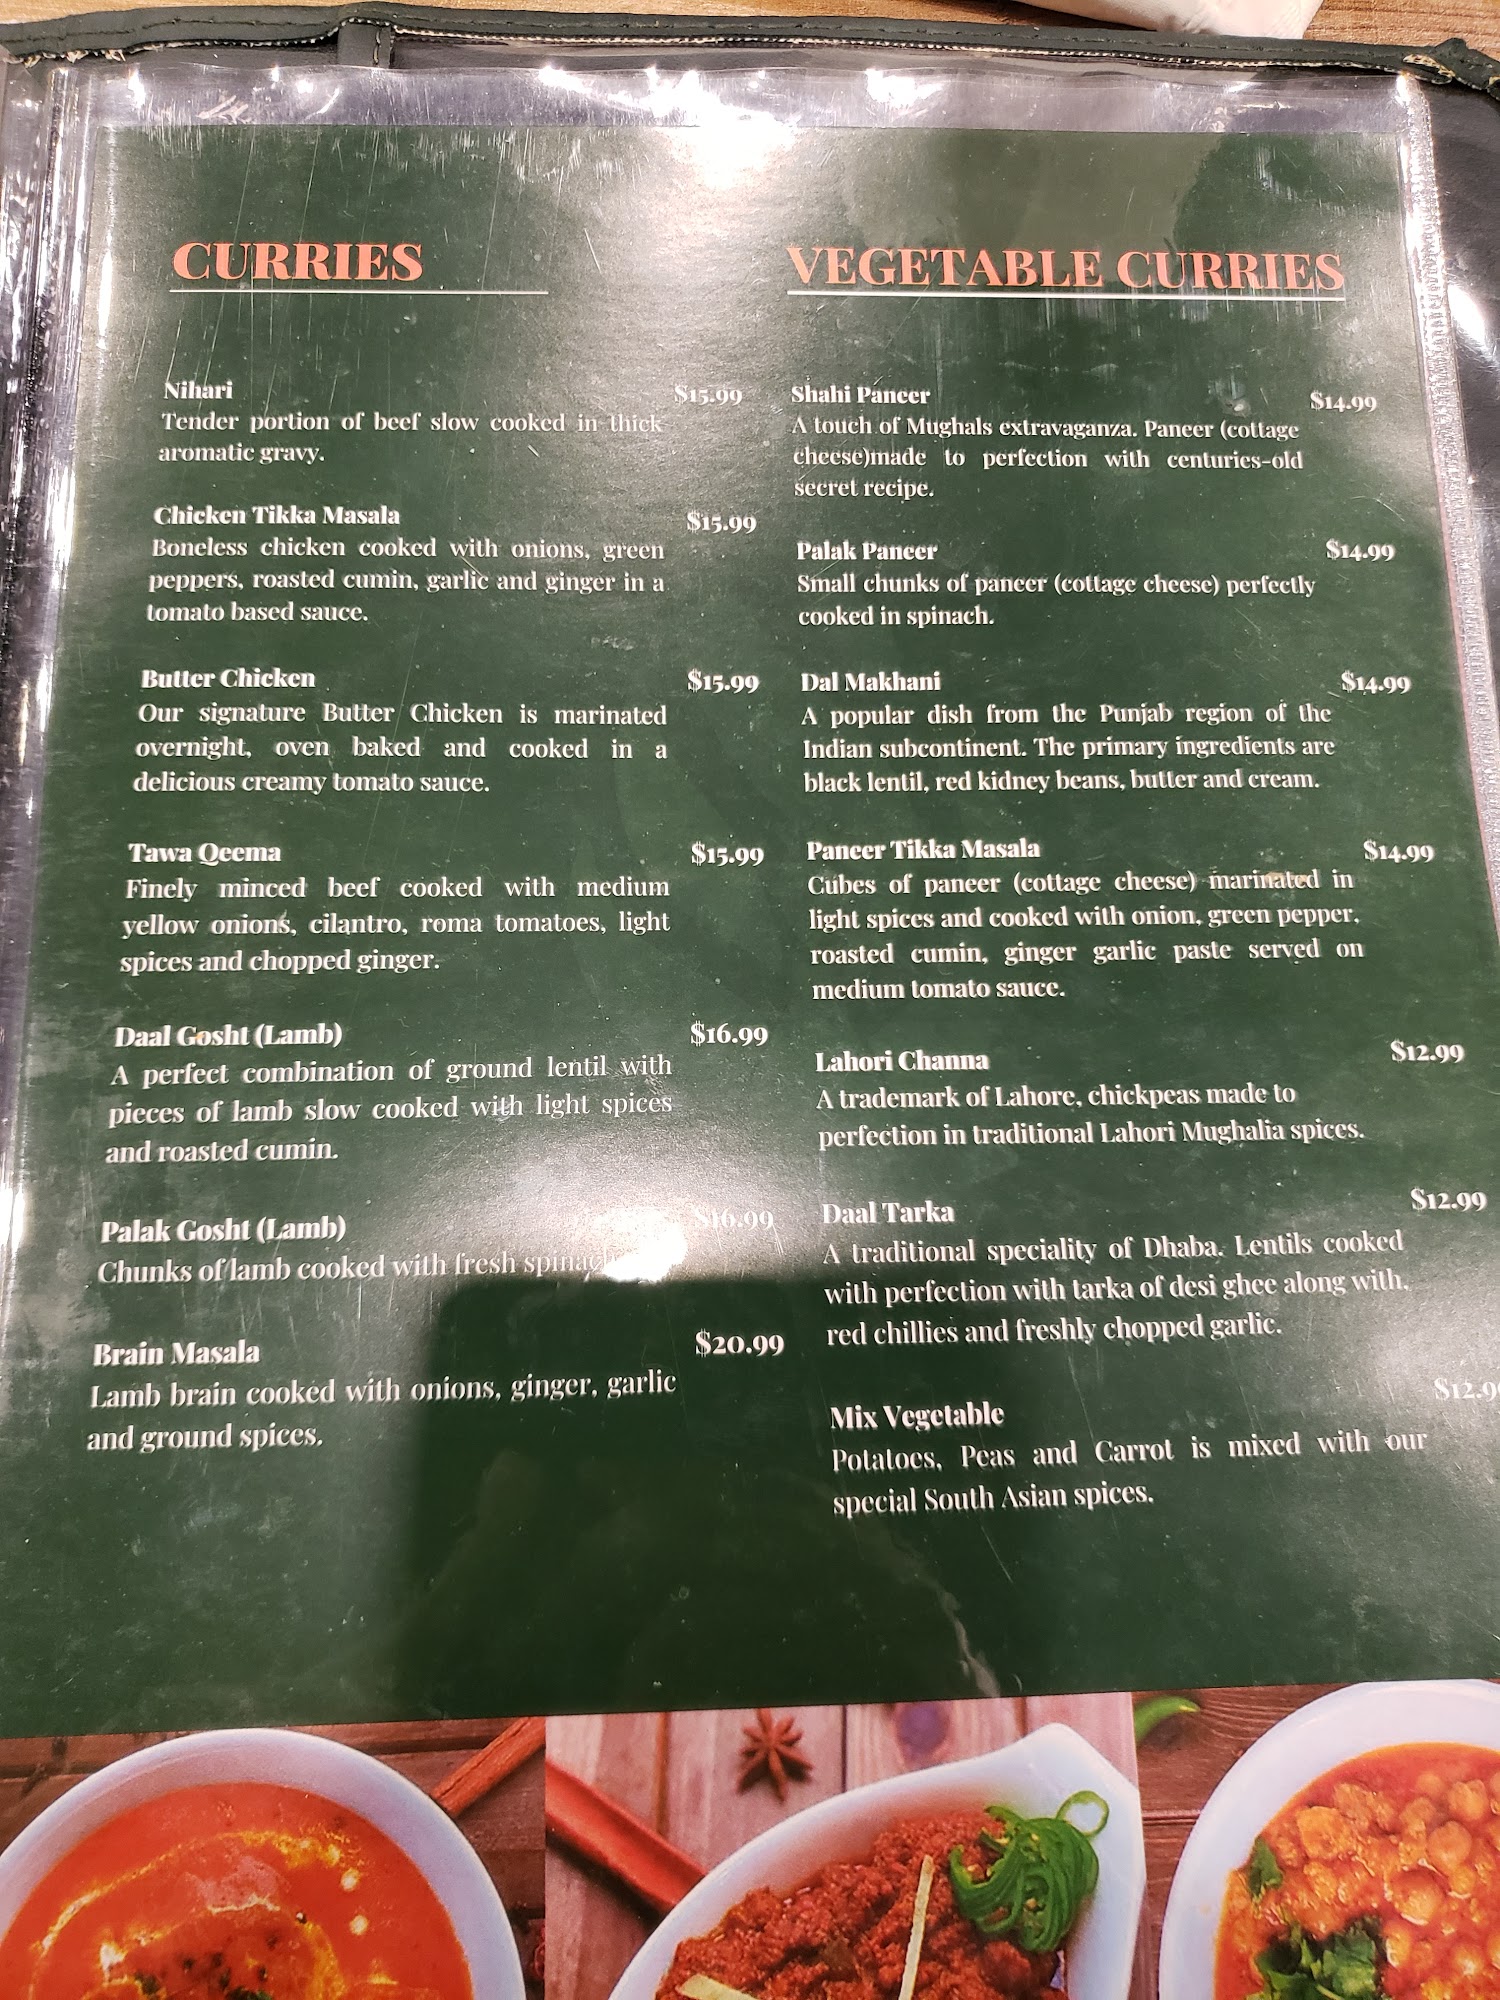 CURRIES
Nihari $15.99
Tender portion of beef slow cooked in thick
aromatic gravy.
Chicken Tikka Masala $15.99
Boneless chicken cooked with onions, green
peppers, roasted cumin, garlic and ginger in a
tomato based sauce.
Butter Chicken $15.99
Our signature Butter Chicken is marinated
overnight, oven baked and cooked in a
delicious creamy tomato sauce.
Tawa Qeema $15.99
Finely minced beef cooked with medium
yellow onions, cilantro, roma tomatoes, light
spices and chopped ginger.
Daal Gosht (Lamb) $16.99
A perfect combination of ground lentil with
pieces of lamb slow cooked with light spices
and roasted cumin.
Palak Gosht (Lamb) $16.99
Chunks of lamb cooked with fresh spinach
Brain Masala $20.99
Lamb brain cooked with onions, ginger, garlic
and ground spices.
VEGETABLE CURRIES
Shahi Paneer $14.99
A touch of Mughals extravaganza. Paneer (cottage
cheese)made to perfection with centuries-old
secret recipe.
Palak Paneer $14.99
Small chunks of paneer (cottage cheese) perfectly
cooked in spinach.
Dal Makhani $14.99
A popular dish from the Punjab region of the
Indian subcontinent. The primary ingredients are
black lentil, red kidney beans, butter and cream.
Paneer Tikka Masala $14.99
Cubes of paneer (cottage cheese) marinated in
light spices and cooked with onion, green pepper,
roasted cumin, ginger garlic paste served on
medium tomato sauce.
Lahori Channa $12.99
A trademark of Lahore, chickpeas made to
perfection in traditional Lahori Mughalia spices.
Daal Tarka $12.99
A traditional speciality of Dhaba. Lentils cooked
with perfection with tarka of desi ghee along with,
red chillies and freshly chopped garlic.
Mix Vegetable
Potatoes, Peas and Carrot is mixed with our
special South Asian spices.